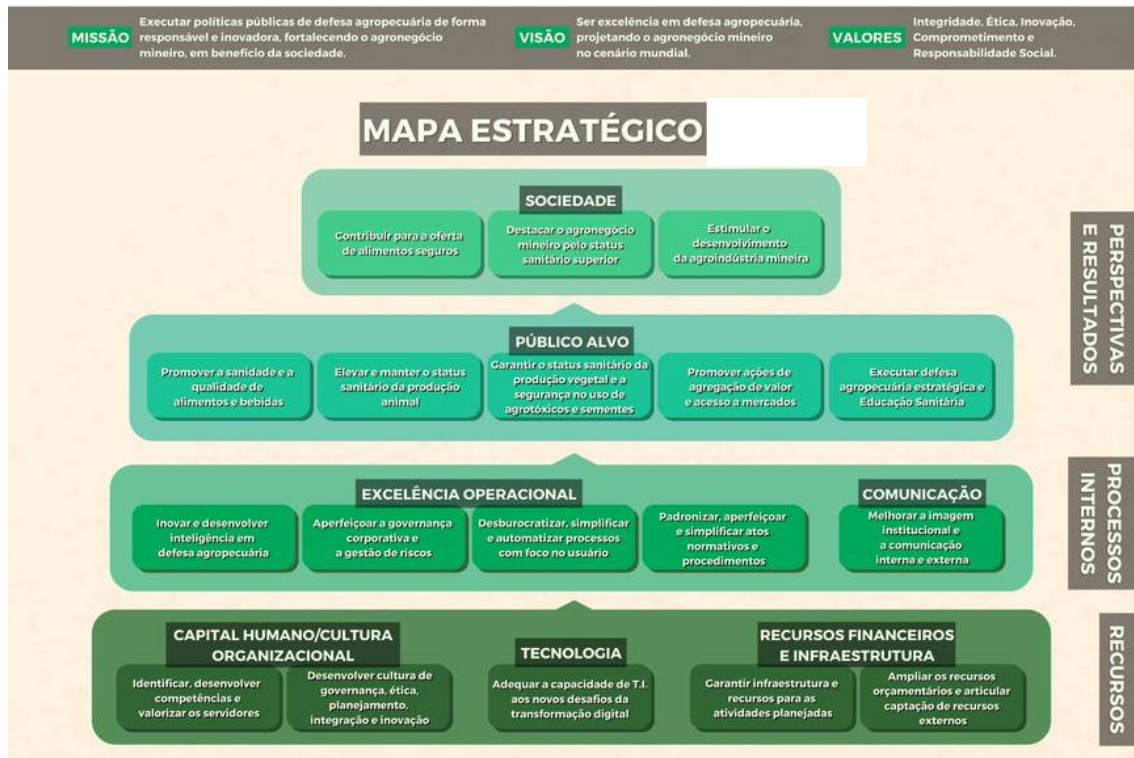 MISSÃO
Executar políticas públicas de defesa agropecuária de forma
responsável e inovadora, fortalecendo o agronegócio
mineiro, em benefício da sociedade.
VISÃO
Ser excelência em defesa agropecuária,
projetando o agronegócio mineiro
no cenário mundial.
VALORES
Integridade, Ética, Inovação,
Comprometimento e
Responsabilidade Social.
MAPA ESTRATÉGICO
SOCIEDADE
Contribuir para a oferta
de alimentos seguros
Destacar o agronegócio
mineiro pelo status
sanitário superior
Estimular o
desenvolvimento
da agroindústria mineira
PÚBLICO ALVO
Promover a sanidade e a
qualidade de
alimentos e bebidas
Elevar e manter o status
sanitário da produção
animal
Garantir o status sanitário da
produção vegetal e a
segurança no uso de
agrotóxicos e sementes
Promover ações de
agregação de valor
e acesso a mercados
Executar defesa
agropecuária estratégica e
Educação Sanitária
PERSPECTIVAS
E RESULTADOS
EXCELÊNCIA OPERACIONAL
Inovar e desenvolver
inteligência em
defesa agropecuária
Aperfeiçoar a governança
corporativa e
a gestão de riscos
Desburocratizar, simplificar
e automatizar processos
com foco no usuário
Padronizar, aperfeiçoar
e simplificar atos
normativos e
procedimentos
COMUNICAÇÃO
Melhorar a imagem
institucional e
a comunicação
interna e externa
PROCESSOS
INTERNOS
CAPITAL HUMANO/CULTURA
ORGANIZACIONAL
Identificar, desenvolver
competências e
valorizar os servidores
Desenvolver cultura de
governança, ética,
planejamento,
integração e inovação
TECNOLOGIA
Adequar a capacidade de T.I.
aos novos desafios da
transformação digital
RECURSOS FINANCEIROS
E INFRAESTRUTURA
Garantir infraestrutura e
recursos para as
atividades planejadas
Ampliar os recursos
orçamentários e articular
captação de recursos
externos
RECURSOS